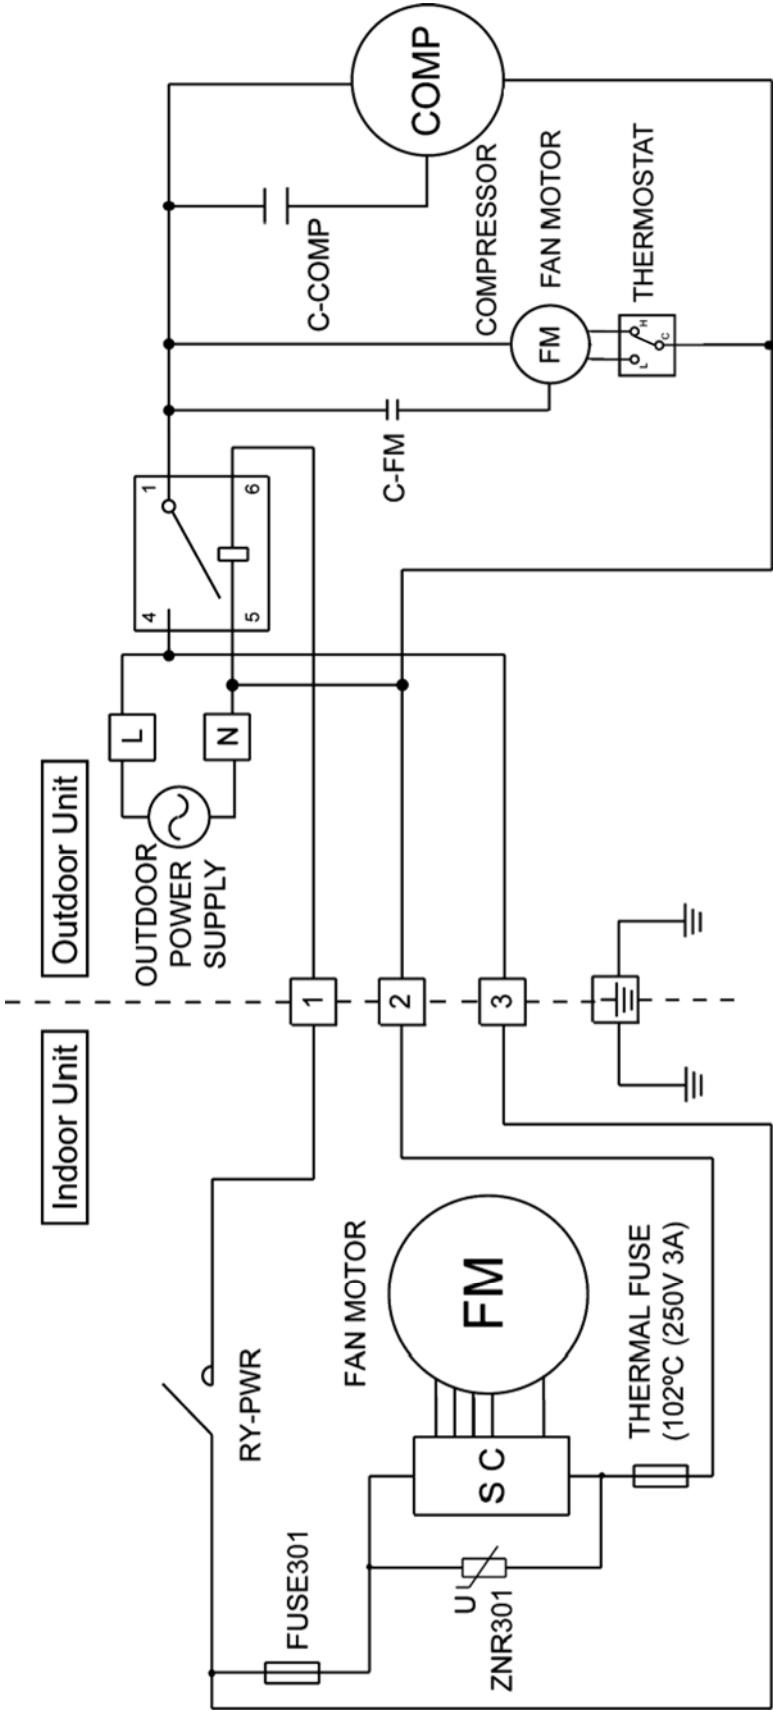 Indoor Unit
Outdoor Unit
OUTDOOR
POWER
SUPPLY
L
N
4
1
5
6
COMP
C-COMP
COMPRESSOR
FAN MOTOR
THERMOSTAT
C-FM
FM
L
H
C
RY-PWR
1
2
3
FUSE301
FAN MOTOR
FM
S C
U
ZNR301
THERMAL FUSE
(102ºC (250V 3A)